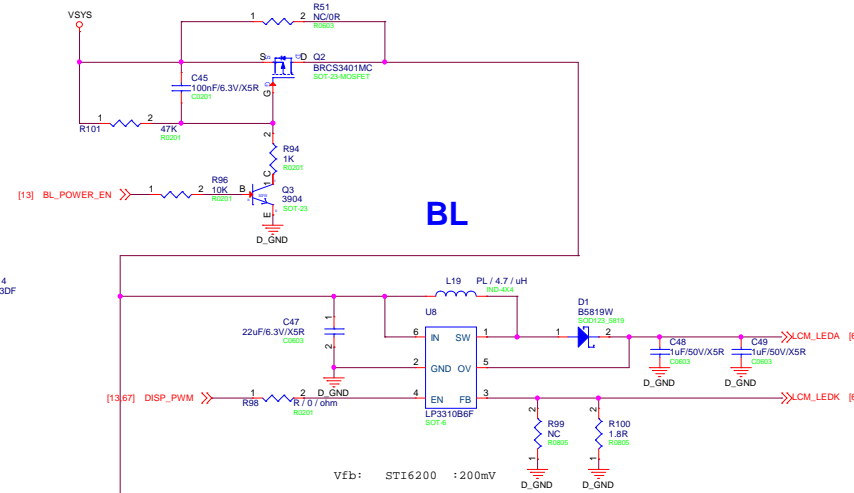 R51
1 2 NC/0R
R0603
VSYS
S D Q2
BRCS3401MC
SOT-23-MOSFET
G
C45
100nF/6.3V/X5R
C0201
R101 1 2 47K
R0201
2
R94
1K
R0201
1
[13] BL_POWER_EN 1 2 R96
10K
R0201
B C E
Q3
3904
SOT-23
D_GND
BL
4
3DF
L19 PL / 4.7 / uH
IND-4X4
U8
D1
B5819W
SOD123_5819
1 2
C47
22uF/6.3V/X5R
C0603
1
2
D_GND
6 IN SW 1
2 GND OV 5
4 EN FB 3
LP3310B6F
SOT-6
C48
1uF/50V/X5R
C0603
D_GND
C49
1uF/50V/X5R
C0603
D_GND
LCM_LEDA [6
[13,67] DISP_PWM 1 2
R98 R / 0 / ohm
R0201
LCM_LEDK [6
2
R99
NC
R0805
1
D_GND
2
R100
1.8R
R0805
1
D_GND
Vfb: STI6200 :200mV